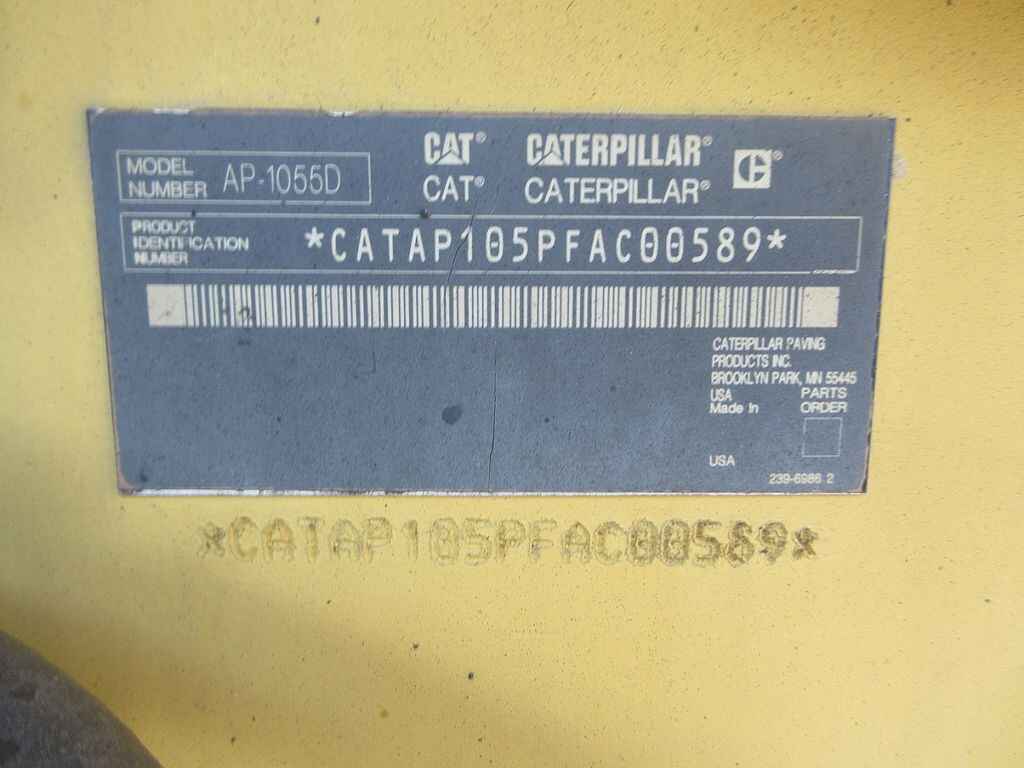 CAT® CATERPILLAR® C®
MODEL NUMBER AP-1055D
CAT® CATERPILLAR®
PRODUCT
IDENTIFICATION
NUMBER
*CATAP105PFAC00589*
CATERPILLAR PAVING
PRODUCTS INC.
BROOKLYN PARK, MN 55445
USA PARTS
Made in ORDER
USA
239-6986 2
*CATAP105PFAC00589*